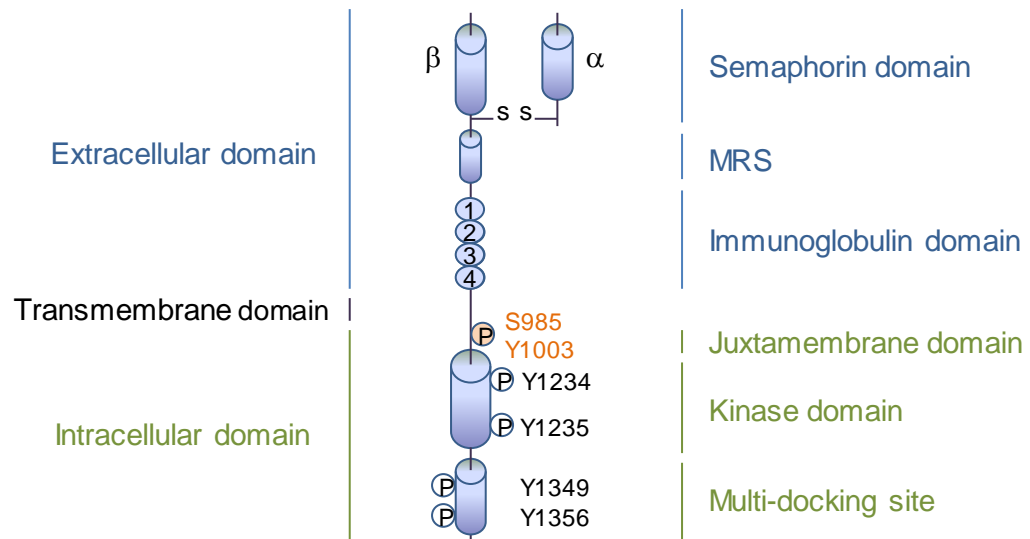 β
α
Semaphorin domain
s s
Extracellular domain
MRS
1
2
3
4
Immunoglobulin domain
Transmembrane domain
S985
P
Y1003
Juxtamembrane domain
P Y1234
Kinase domain
P Y1235
Intracellular domain
P Y1349
P Y1356
Multi-docking site